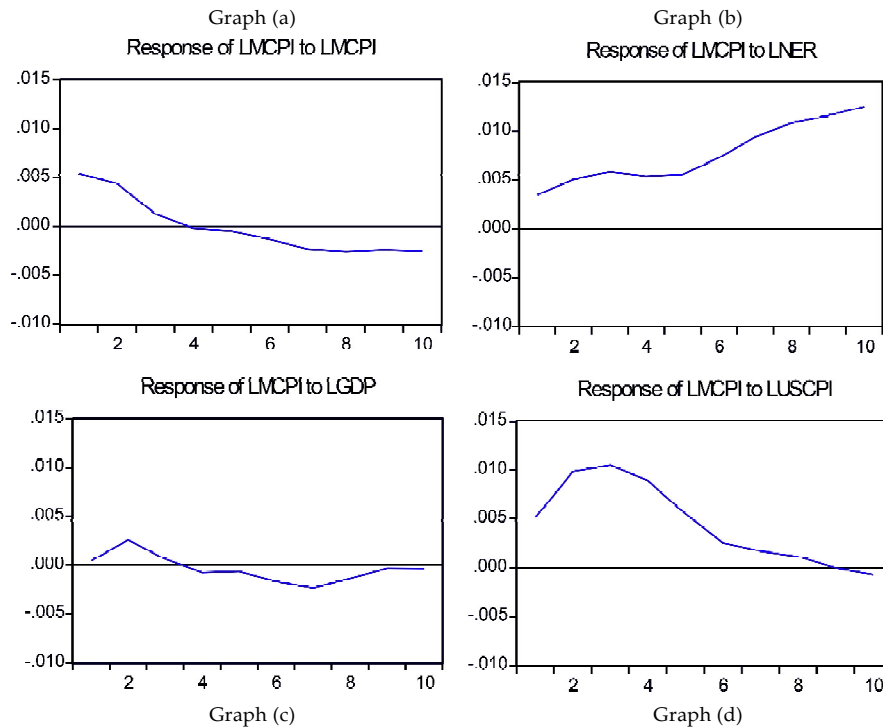 Graph (a)
Response of LMCPI to LMCPI
.015
.010
.005
.000
-.005
-.010
2 4 6 8 10
Graph (b)
Response of LMCPI to LNER
.015
.010
.005
.000
-.005
-.010
2 4 6 8 10
Response of LMCPI to LGDP
.015
.010
.005
.000
-.005
-.010
2 4 6 8 10
Graph (c)
Response of LMCPI to LUSCPI
.015
.010
.005
.000
-.005
-.010
2 4 6 8 10
Graph (d)